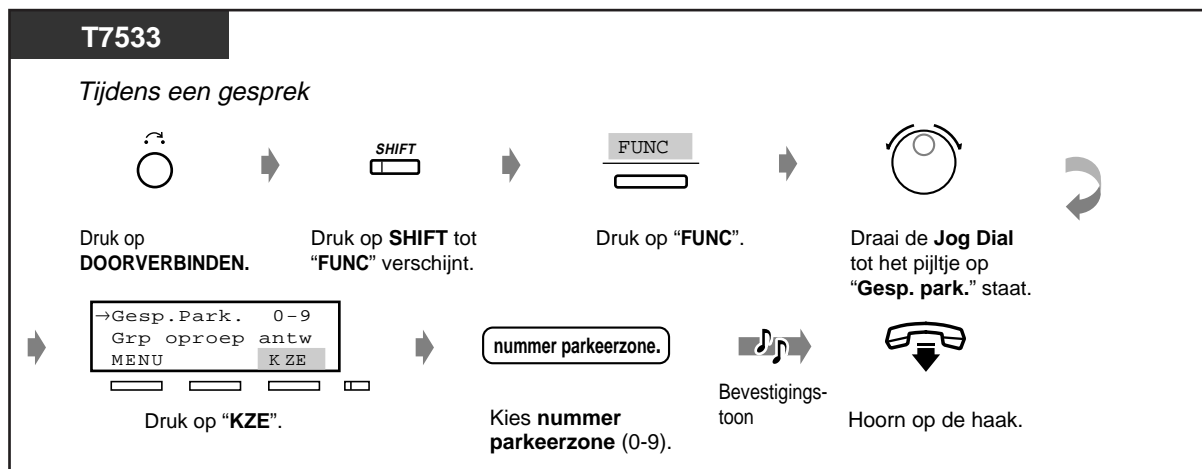 T7533
Tijdens een gesprek
SHIFT
FUNC
Druk op
DOORVERBINDEN.
Druk op SHIFT tot
“FUNC” verschijnt.
Druk op “FUNC”.
Draai de Jog Dial
tot het pijltje op
“Gesp. park.” staat.
→Gesp.Park. 0-9
Grp oproep antw
MENU KZE
Druk op “KZE”.
nummer parkeerzone.
Kies nummer
parkeerzone (0-9).
Bevestigings-
toon
Hoorn op de haak.